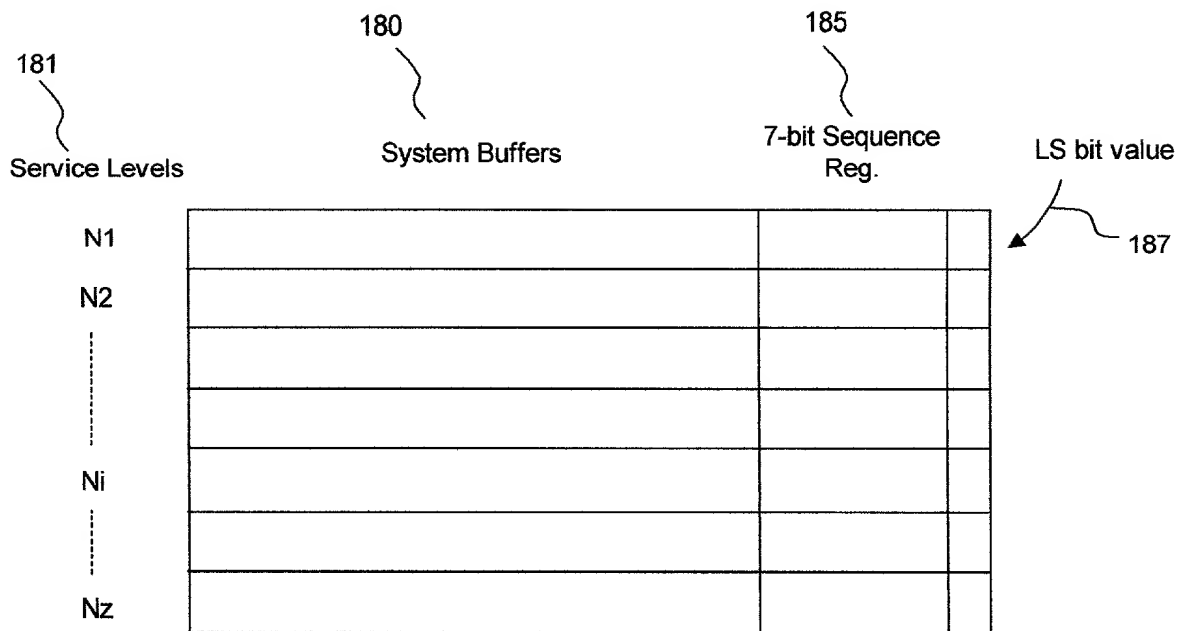 180
185
181
Service Levels
System Buffers
7-bit Sequence
Reg.
LS bit value
187
N1
N2
Ni
Nz